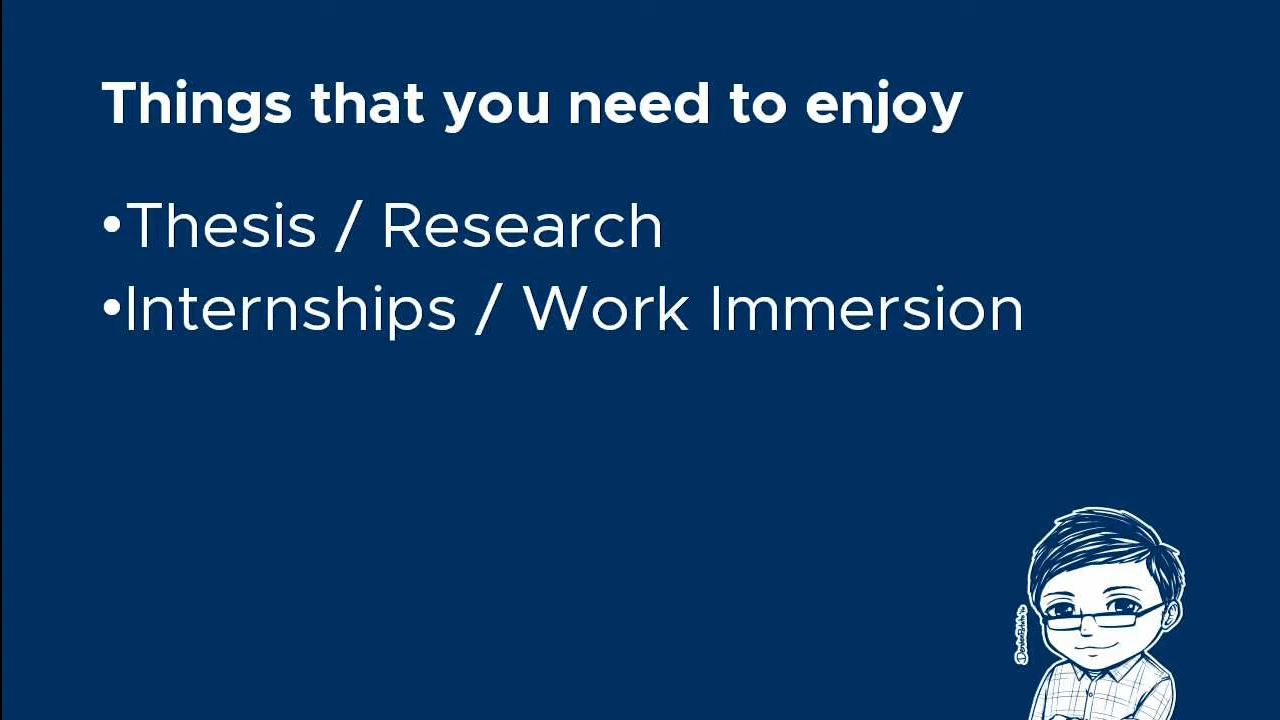 Things that you need to enjoy
•Thesis / Research
•Internships / Work Immersion